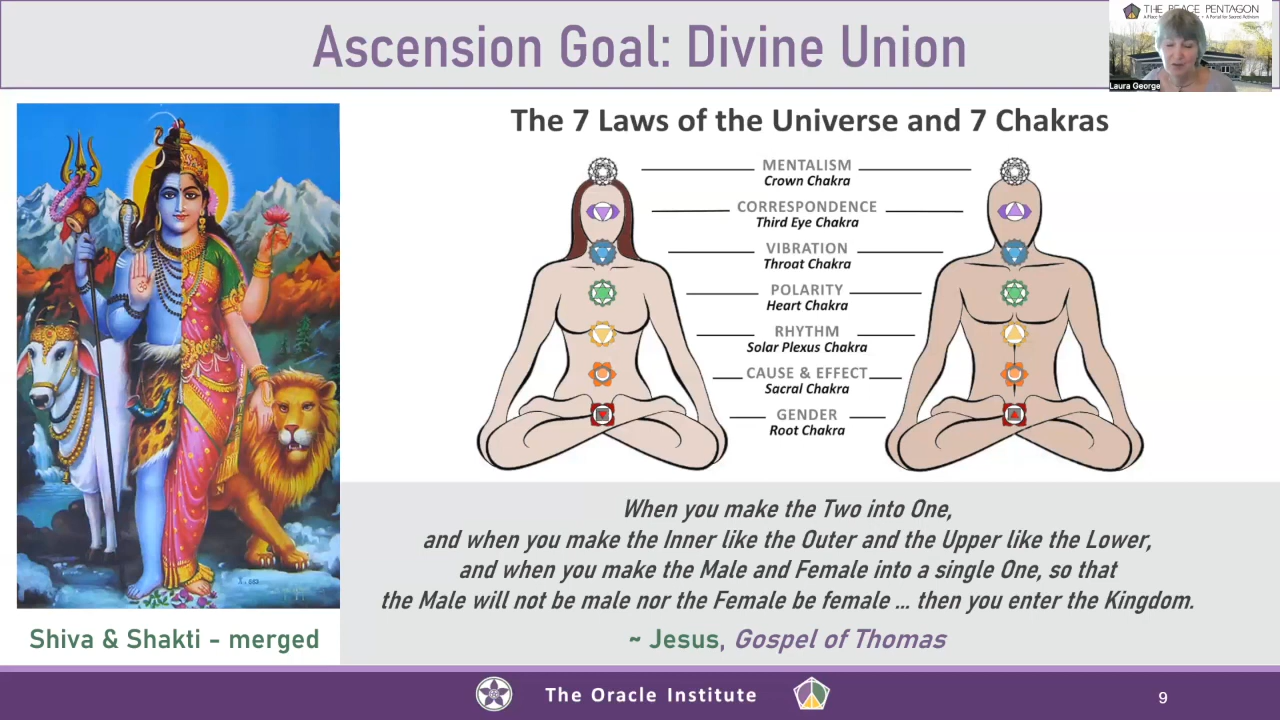 Ascension Goal: Divine Union
THE PEACE PENTAGON
Laura George
The 7 Laws of the Universe and 7 Chakras
MENTALISM
Crown Chakra
CORRESPONDENCE
Third Eye Chakra
VIBRATION
Throat Chakra
POLARITY
Heart Chakra
RHYTHM
Solar Plexus Chakra
CAUSE & EFFECT
Sacral Chakra
GENDER
Root Chakra
When you make the Two into One,
and when you make the Inner like the Outer and the Upper like the Lower,
and when you make the Male and Female into a single One, so that
the Male will not be male nor the Female be female ... then you enter the Kingdom.
~ Jesus, Gospel of Thomas
Shiva & Shakti - merged
The Oracle Institute
9